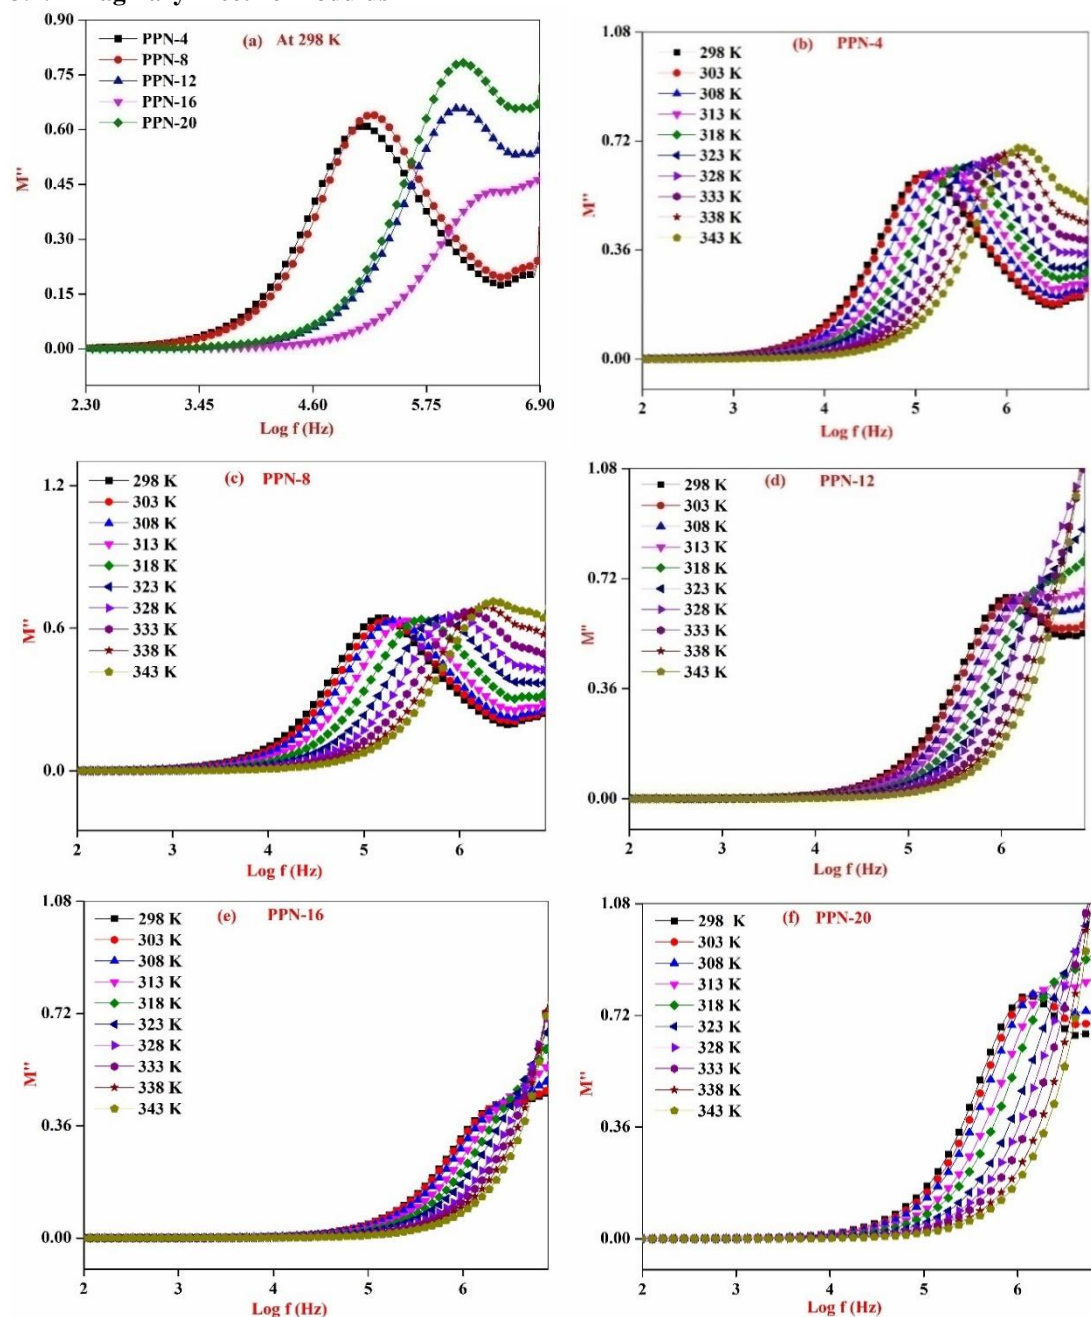 0.90
0.75
0.60
0.45
0.30
0.15
0.00
M''
PPN-4
PPN-8
PPN-12
PPN-16
PPN-20
(a) At 298 K
2.30 3.45 4.60 5.75 6.90
Log f (Hz)
1.08
0.72
0.36
0.00
M''
298 K
303 K
308 K
313 K
318 K
323 K
328 K
333 K
338 K
343 K
(b) PPN-4
2 3 4 5 6
Log f (Hz)
1.2
0.6
0.0
M''
298 K
303 K
308 K
313 K
318 K
323 K
328 K
333 K
338 K
343 K
(c) PPN-8
2 3 4 5 6
Log f (Hz)
1.08
0.72
0.36
0.00
M''
298 K
303 K
308 K
313 K
318 K
323 K
328 K
333 K
338 K
343 K
(d) PPN-12
2 3 4 5 6
Log f (Hz)
1.08
0.72
0.36
0.00
M''
298 K
303 K
308 K
313 K
318 K
323 K
328 K
333 K
338 K
343 K
(e) PPN-16
2 3 4 5 6
Log f (Hz)
1.08
0.72
0.36
0.00
M''
298 K
303 K
308 K
313 K
318 K
323 K
328 K
333 K
338 K
343 K
(f) PPN-20
2 3 4 5 6
Log f (Hz)